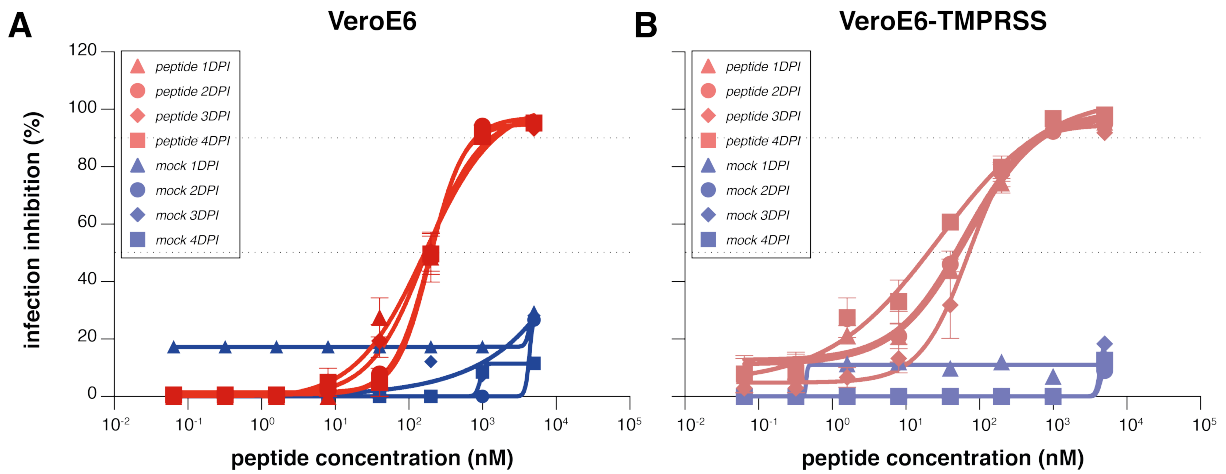 A
VeroE6
infection inhibition (%)
120
100
80
60
40
20
0
peptide 1DPI
peptide 2DPI
peptide 3DPI
peptide 4DPI
mock 1DPI
mock 2DPI
mock 3DPI
mock 4DPI
10-2 10-1 100 101 102 103 104 105
peptide concentration (nM)
B
VeroE6-TMPRSS
peptide 1DPI
peptide 2DPI
peptide 3DPI
peptide 4DPI
mock 1DPI
mock 2DPI
mock 3DPI
mock 4DPI
10-2 10-1 100 101 102 103 104 105
peptide concentration (nM)